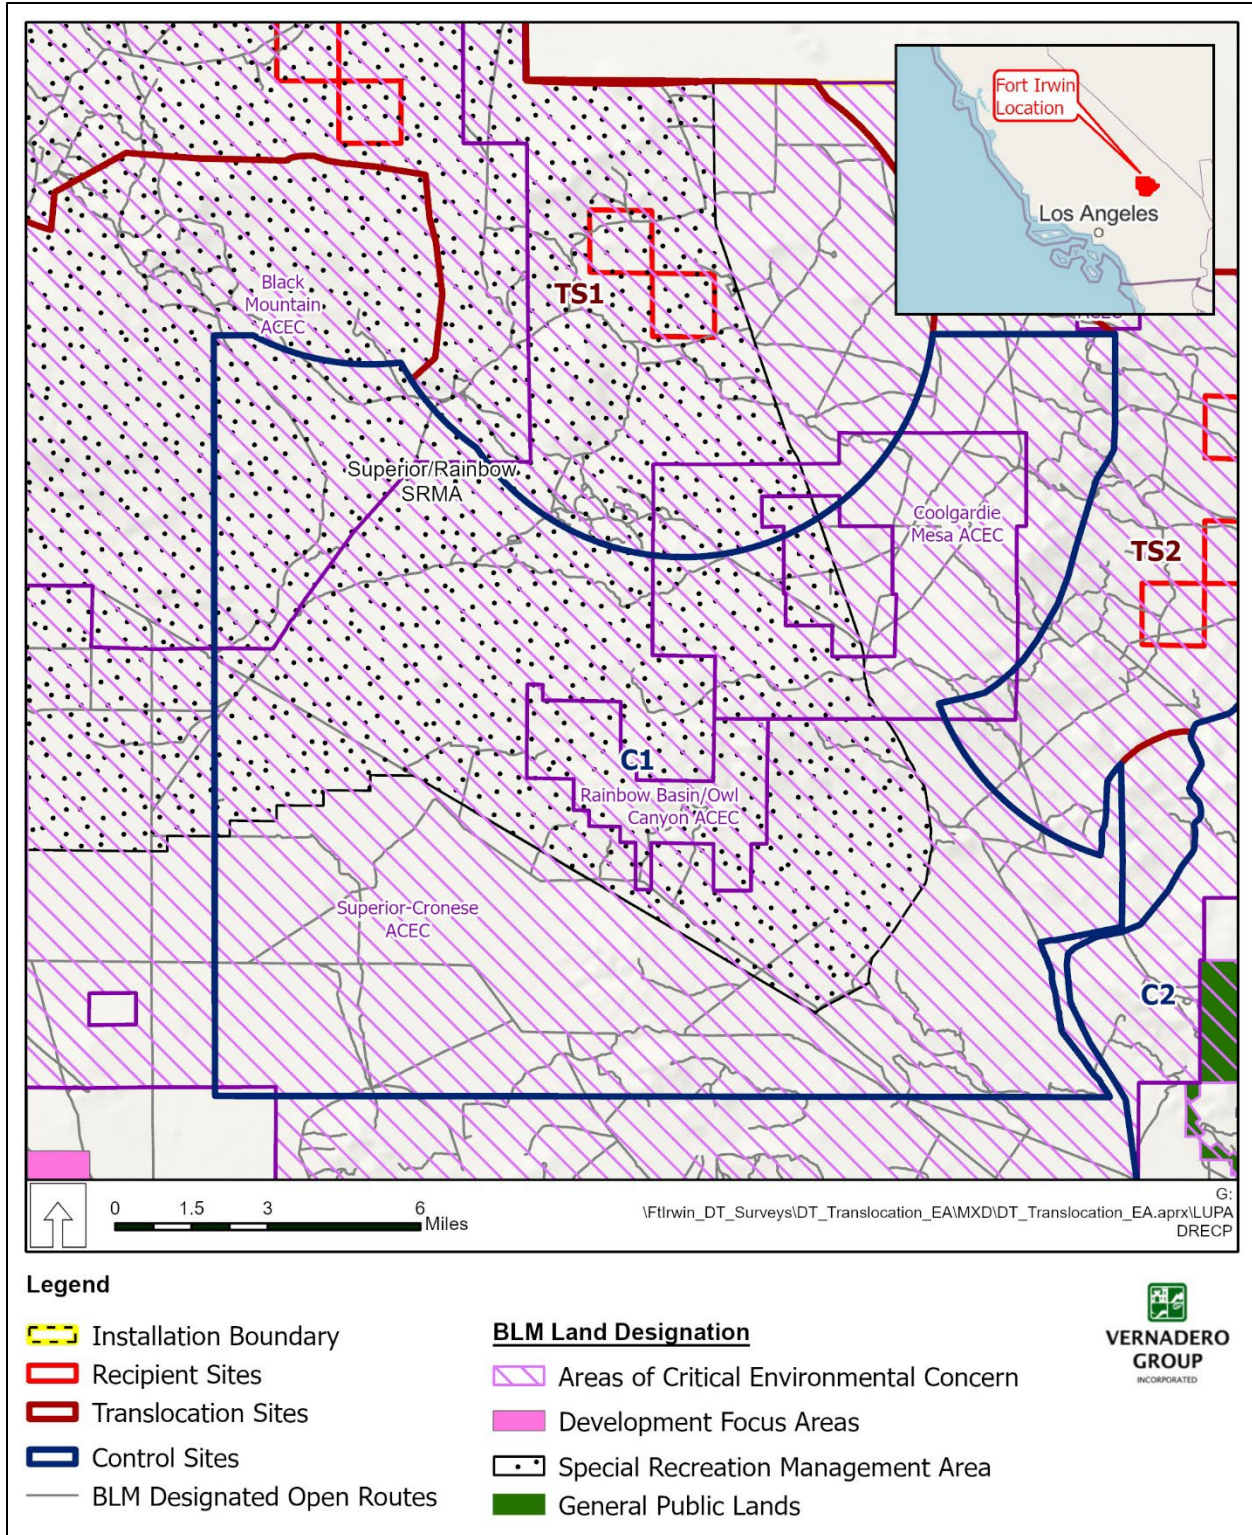 Fort Irwin
Location
Los Angeles
Black
Mountain
ACEC
TS1
ACEC
Superior/Rainbow
SRMA
Coolgardie
Mesa ACEC
TS2
C1
Rainbow Basin/Owl
Canyon ACEC
Superior-Cronese
ACEC
C2
0 1.5 3 6
Miles
G:
\FtIrwin_DT_Surveys\DT_Translocation_EA\MXD\DT_Translocation_EA.aprx\LUPA
DRECP
Legend
Installation Boundary
Recipient Sites
Translocation Sites
Control Sites
BLM Designated Open Routes
BLM Land Designation
Areas of Critical Environmental Concern
Development Focus Areas
Special Recreation Management Area
General Public Lands
VERNADERO
GROUP
INCORPORATED